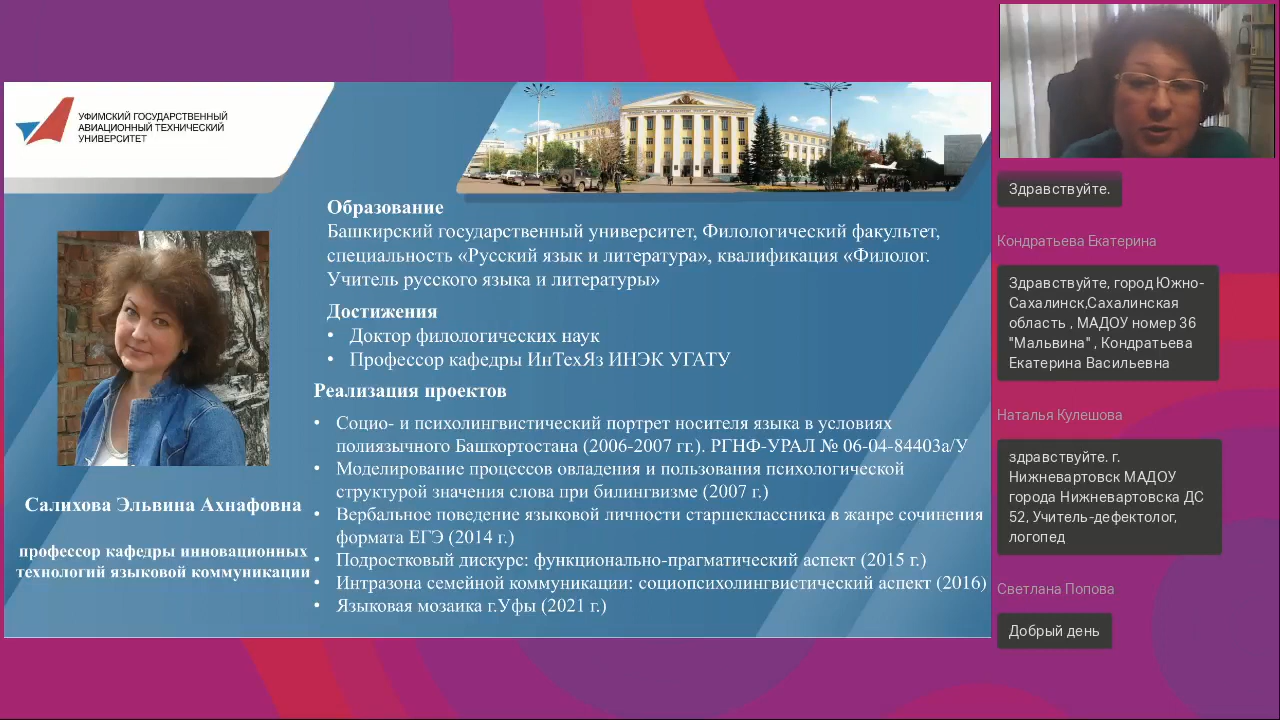 УФИМСКИЙ ГОСУДАРСТВЕННЫЙ
АВИАЦИОННЫЙ ТЕХНИЧЕСКИЙ
УНИВЕРСИТЕТ
Образование
Башкирский государственный университет, Филологический факультет,
специальность «Русский язык и литература», квалификация «Филолог.
Учитель русского языка и литературы»
Достижения
• Доктор филологических наук
• Профессор кафедры ИнТехЯз ИНЭК УГАТУ
Реализация проектов
• Социо- и психолингвистический портрет носителя языка в условиях
полиязычного Башкортостана (2006-2007 гг.). РГНФ-УРАЛ № 06-04-84403а/У
• Моделирование процессов овладения и пользования психологической
структурой значения слова при билингвизме (2007 г.)
• Вербальное поведение языковой личности старшеклассника в жанре сочинения
формата ЕГЭ (2014 г.)
• Подростковый дискурс: функционально-прагматический аспект (2015 г.)
• Интразона семейной коммуникации: социопсихолингвистический аспект (2016)
• Языковая мозаика г.Уфы (2021 г.)
Салихова Эльвина Ахнафовна
профессор кафедры инновационных
технологий языковой коммуникации
Здравствуйте.
Кондратьева Екатерина
Здравствуйте, город Южно-
Сахалинск,Сахалинская
область , МАДОУ номер 36
"Мальвина" , Кондратьева
Екатерина Васильевна
Наталья Кулешова
здравствуйте. г.
Нижневартовск МАДОУ
города Нижневартовска ДС
52, Учитель-дефектолог,
логопед
Светлана Попова
Добрый день